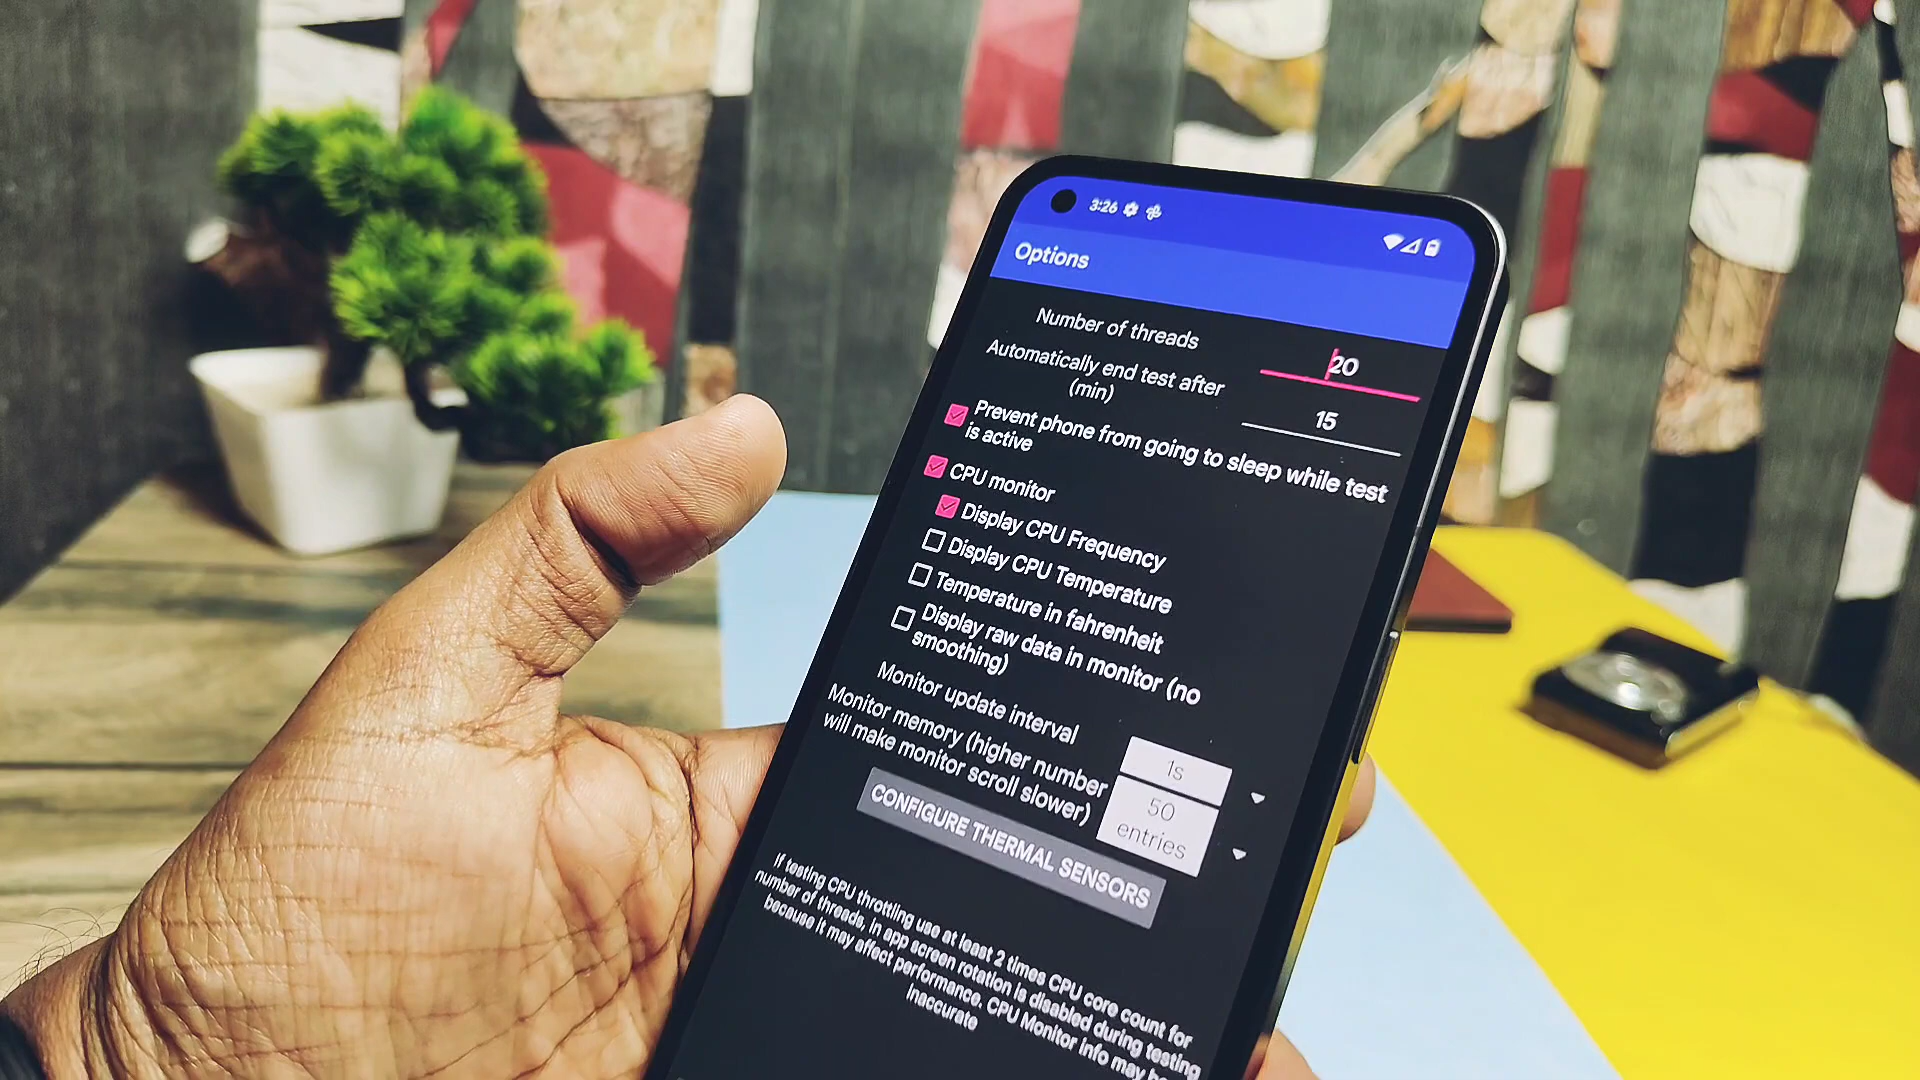 3:26
Options
Number of threads
20
Automatically end test after
(min)
15
Prevent phone from going to sleep while test
is active
CPU monitor
Display CPU Frequency
Display CPU Temperature
Temperature in fahrenheit
Display raw data in monitor (no
smoothing)
Monitor update interval
1s
Monitor memory (higher number
will make monitor scroll slower)
50
entries
CONFIGURE THERMAL SENSORS
If testing CPU throttling use at least 2 times CPU core count for
number of threads, in app screen rotation is disabled during testing
because it may affect performance. CPU Monitor info may be
inaccurate